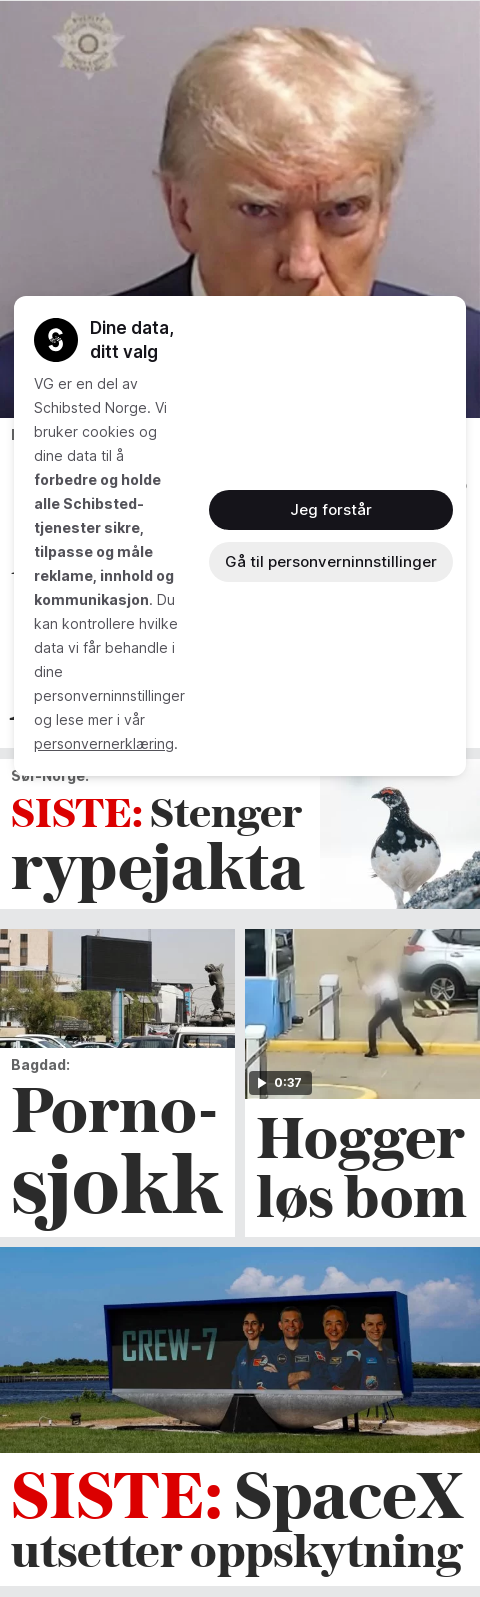 Dine data,
ditt valg
VG er en del av
Schibsted Norge. Vi
bruker cookies og
dine data til å
forbedre og holde
alle Schibsted-
tjenester sikre,
tilpasse og måle
reklame, innhold og
kommunikasjon. Du
kan kontrollere hvilke
data vi får behandle i
dine
personverninnstillinger
og lese mer i vår
personvernerklæring.
Jeg forstår
Gå til personverninnstillinger
Sør-Norge:
SISTE: Stenger
rypejakta
Bagdad:
Porno-
sjokk
0:37
Hogger
løs bom
CREW-7
SISTE: SpaceX
utsetter oppskytning